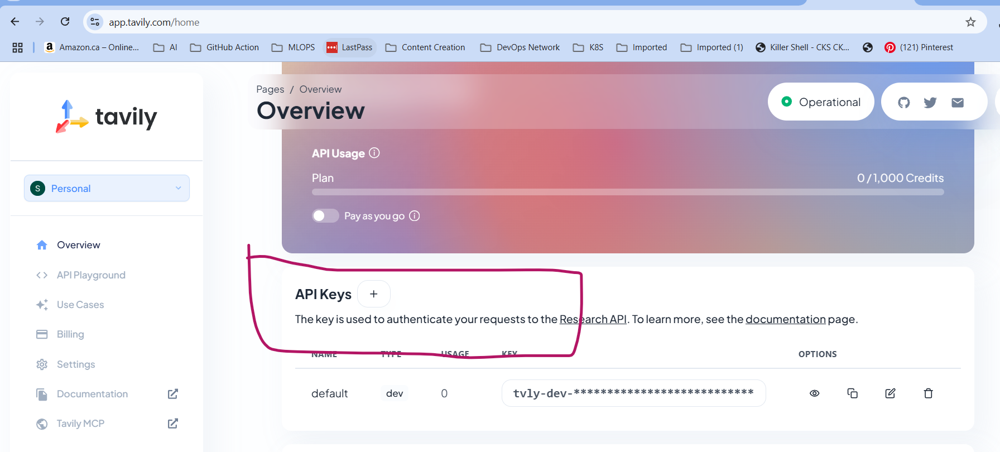 app.tavily.com/home
Amazon.ca – Online...
AI
GitHub Action
MLOPS
LastPass
Content Creation
DevOps Network
K8S
Imported
Imported (1)
Killer Shell - CKS CK...
(121) Pinterest
tavily
S Personal
Overview
API Playground
Use Cases
Billing
Settings
Documentation
Tavily MCP
Pages / Overview
Overview
Operational
API Usage
Plan 0 / 1,000 Credits
Pay as you go
API Keys +
The key is used to authenticate your requests to the Research API. To learn more, see the documentation page.
NAME TYPE USAGE KEY OPTIONS
default dev 0 tvly-dev-***************************